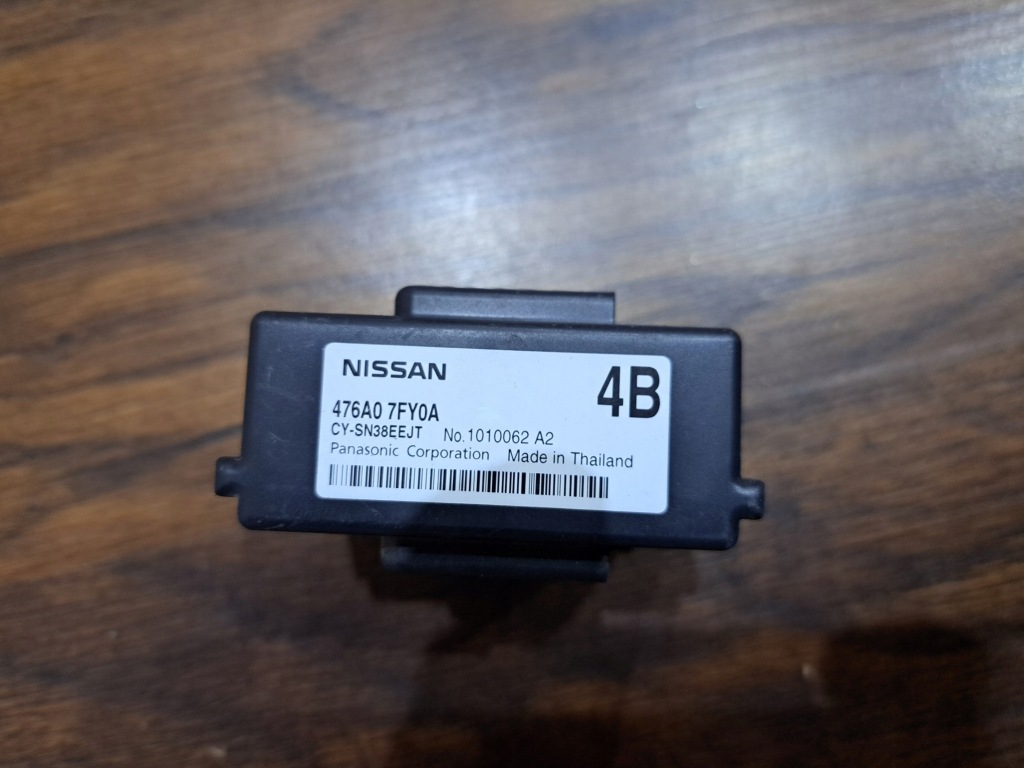 NISSAN
4B
476A0 7FY0A
CY-SN38EEJT No.1010062 A2
Panasonic Corporation Made in Thailand